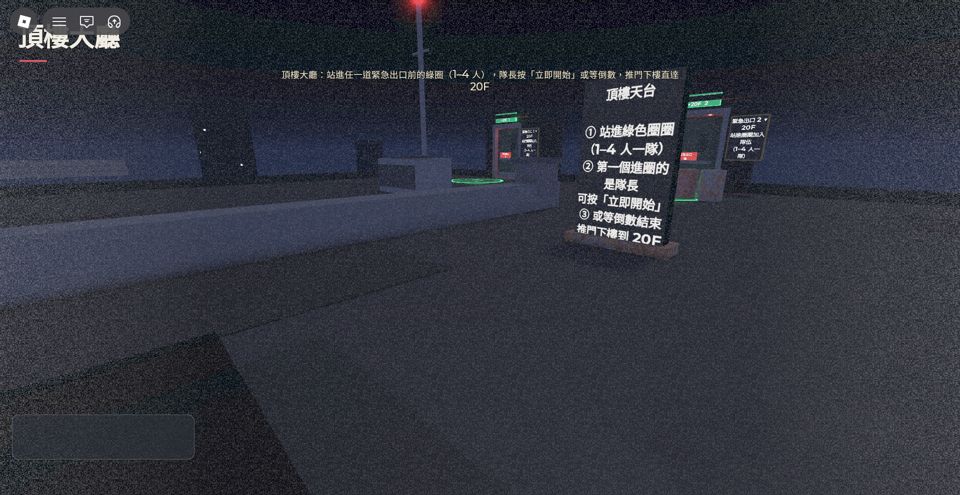 頂樓大廳
頂樓大廳：站進任一道緊急出口前的綠圈（1–4 人），隊長按「立即開始」或等倒數，推門下樓直達
20F
頂樓天台
① 站進綠色圈圈
（1–4 人一隊）
② 第一個進圈的
是隊長
可按「立即開始」
③ 或等倒數結束
推門下樓到 20F
緊急出口 2
20F